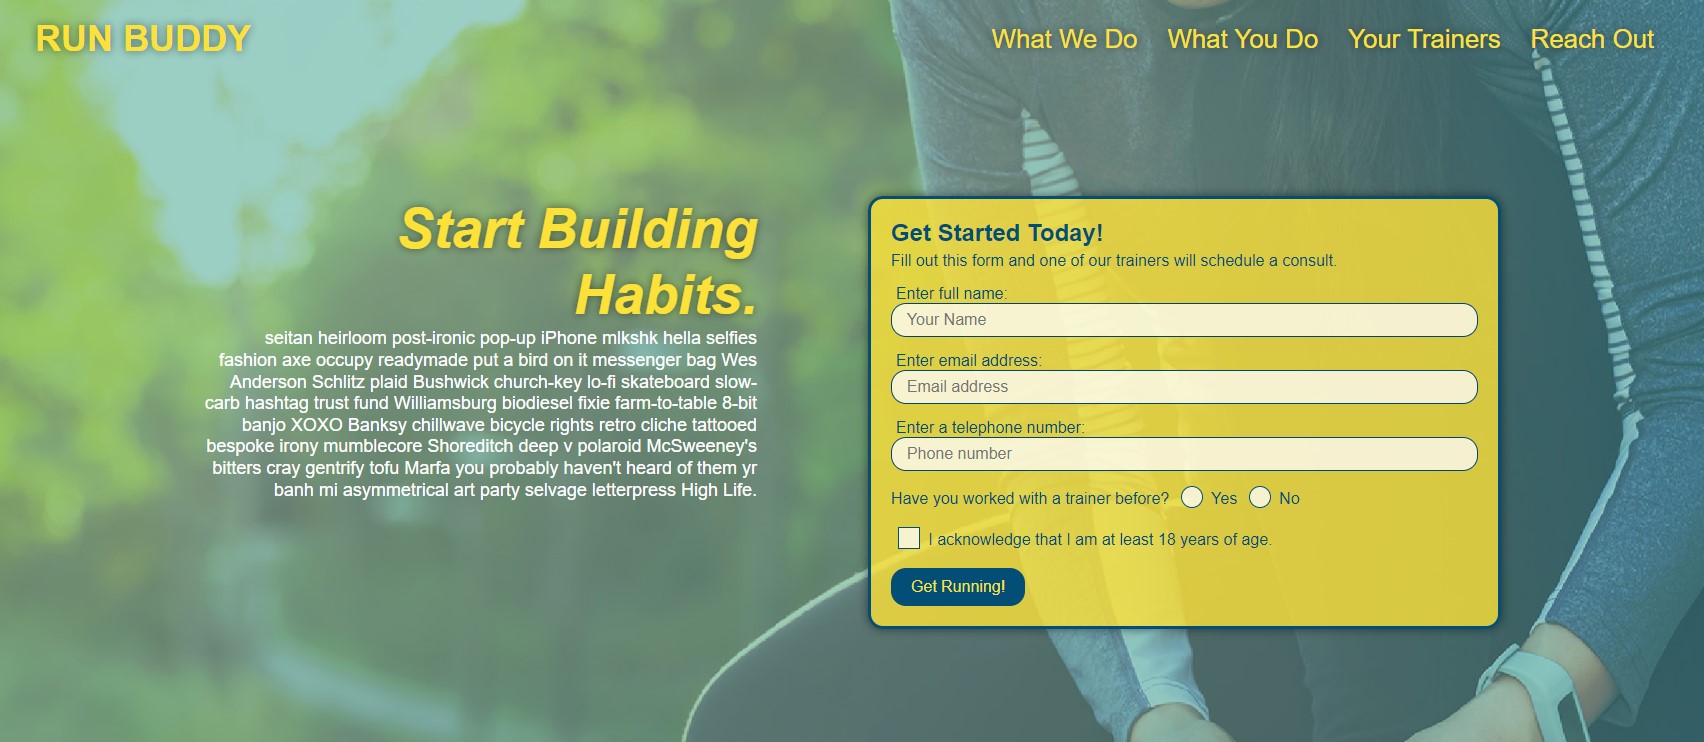 RUN BUDDY
What We Do
What You Do
Your Trainers
Reach Out
Start Building
Habits.
seitan heirloom post-ironic pop-up iPhone mlkshk hella selfies
fashion axe occupy readymade put a bird on it messenger bag Wes
Anderson Schlitz plaid Bushwick church-key lo-fi skateboard slow-
carb hashtag trust fund Williamsburg biodiesel fixie farm-to-table 8-bit
banjo XOXO Banksy chillwave bicycle rights retro cliche tattooed
bespoke irony mumblecore Shoreditch deep v polaroid McSweeney's
bitters cray gentrify tofu Marfa you probably haven't heard of them yr
banh mi asymmetrical art party selvage letterpress High Life.
Get Started Today!
Fill out this form and one of our trainers will schedule a consult.
Enter full name:
Your Name
Enter email address:
Email address
Enter a telephone number:
Phone number
Have you worked with a trainer before? Yes No
I acknowledge that I am at least 18 years of age.
Get Running!